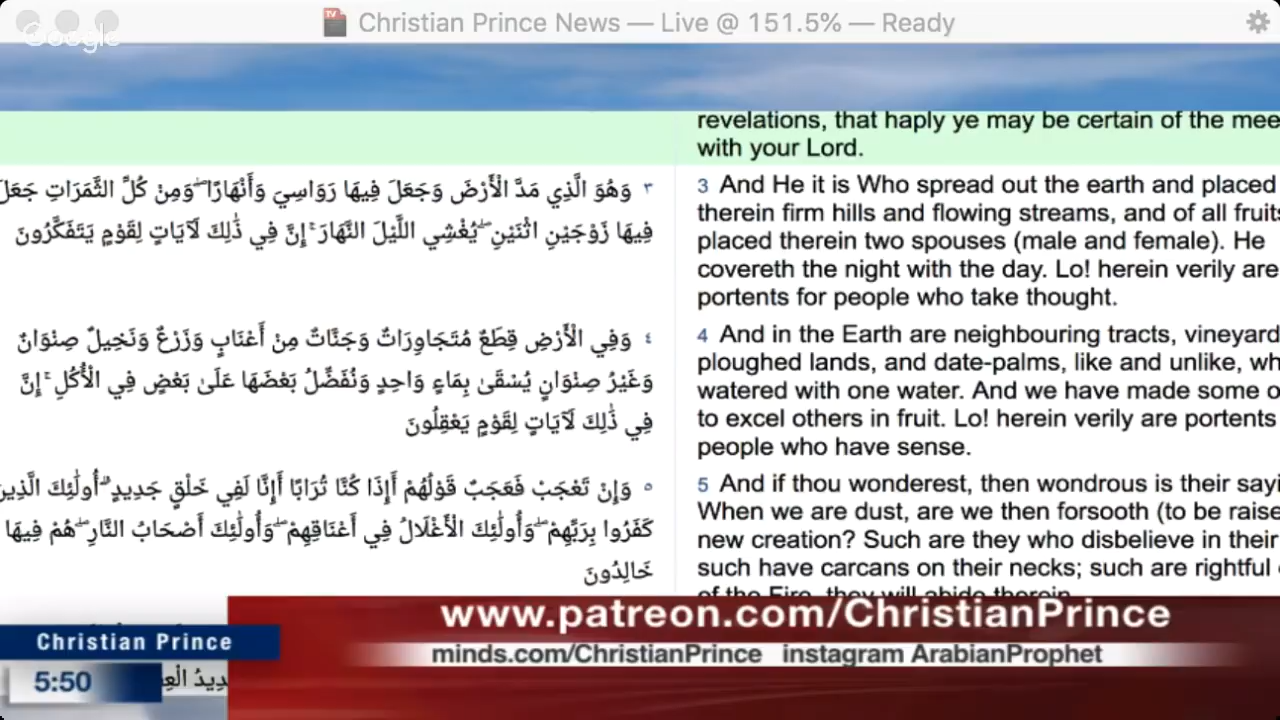 Christian Prince News — Live @ 151.5% — Ready
Google
revelations, that haply ye may be certain of the mee
with your Lord.
٣ وَهُوَ الَّذِي مَدَّ الْأَرْضَ وَجَعَلَ فِيهَا رَوَاسِيَ وَأَنْهَارًا ۖ وَمِنْ كُلِّ الثَّمَرَاتِ جَعَلَ
فِيهَا زَوْجَيْنِ اثْنَيْنِ ۖ يُغْشِي اللَّيْلَ النَّهَارَ ۚ إِنَّ فِي ذَٰلِكَ لَآيَاتٍ لِقَوْمٍ يَتَفَكَّرُونَ
3 And He it is Who spread out the earth and placed
therein firm hills and flowing streams, and of all fruits
placed therein two spouses (male and female). He
covereth the night with the day. Lo! herein verily are
portents for people who take thought.
٤ وَفِي الْأَرْضِ قِطَعٌ مُتَجَاوِرَاتٌ وَجَنَّاتٌ مِنْ أَعْنَابٍ وَزَرْعٌ وَنَخِيلٌ صِنْوَانٌ
وَغَيْرُ صِنْوَانٍ يُسْقَىٰ بِمَاءٍ وَاحِدٍ وَنُفَضِّلُ بَعْضَهَا عَلَىٰ بَعْضٍ فِي الْأُكُلِ ۚ إِنَّ
فِي ذَٰلِكَ لَآيَاتٍ لِقَوْمٍ يَعْقِلُونَ
4 And in the Earth are neighbouring tracts, vineyard
ploughed lands, and date-palms, like and unlike, wh
watered with one water. And we have made some o
to excel others in fruit. Lo! herein verily are portents
people who have sense.
٥ وَإِنْ تَعْجَبْ فَعَجَبٌ قَوْلُهُمْ أَإِذَا كُنَّا تُرَابًا أَإِنَّا لَفِي خَلْقٍ جَدِيدٍ ۗ أُولَٰئِكَ الَّذِينَ
كَفَرُوا بِرَبِّهِمْ ۖ وَأُولَٰئِكَ الْأَغْلَالُ فِي أَعْنَاقِهِمْ ۖ وَأُولَٰئِكَ أَصْحَابُ النَّارِ ۖ هُمْ فِيهَا
خَالِدُونَ
5 And if thou wonderest, then wondrous is their sayi
When we are dust, are we then forsooth (to be raise
new creation? Such are they who disbelieve in their
such have carcans on their necks; such are rightful
of the Fire, they will abide therein.
www.patreon.com/ChristianPrince
Christian Prince
minds.com/ChristianPrince instagram ArabianProphet
5:50